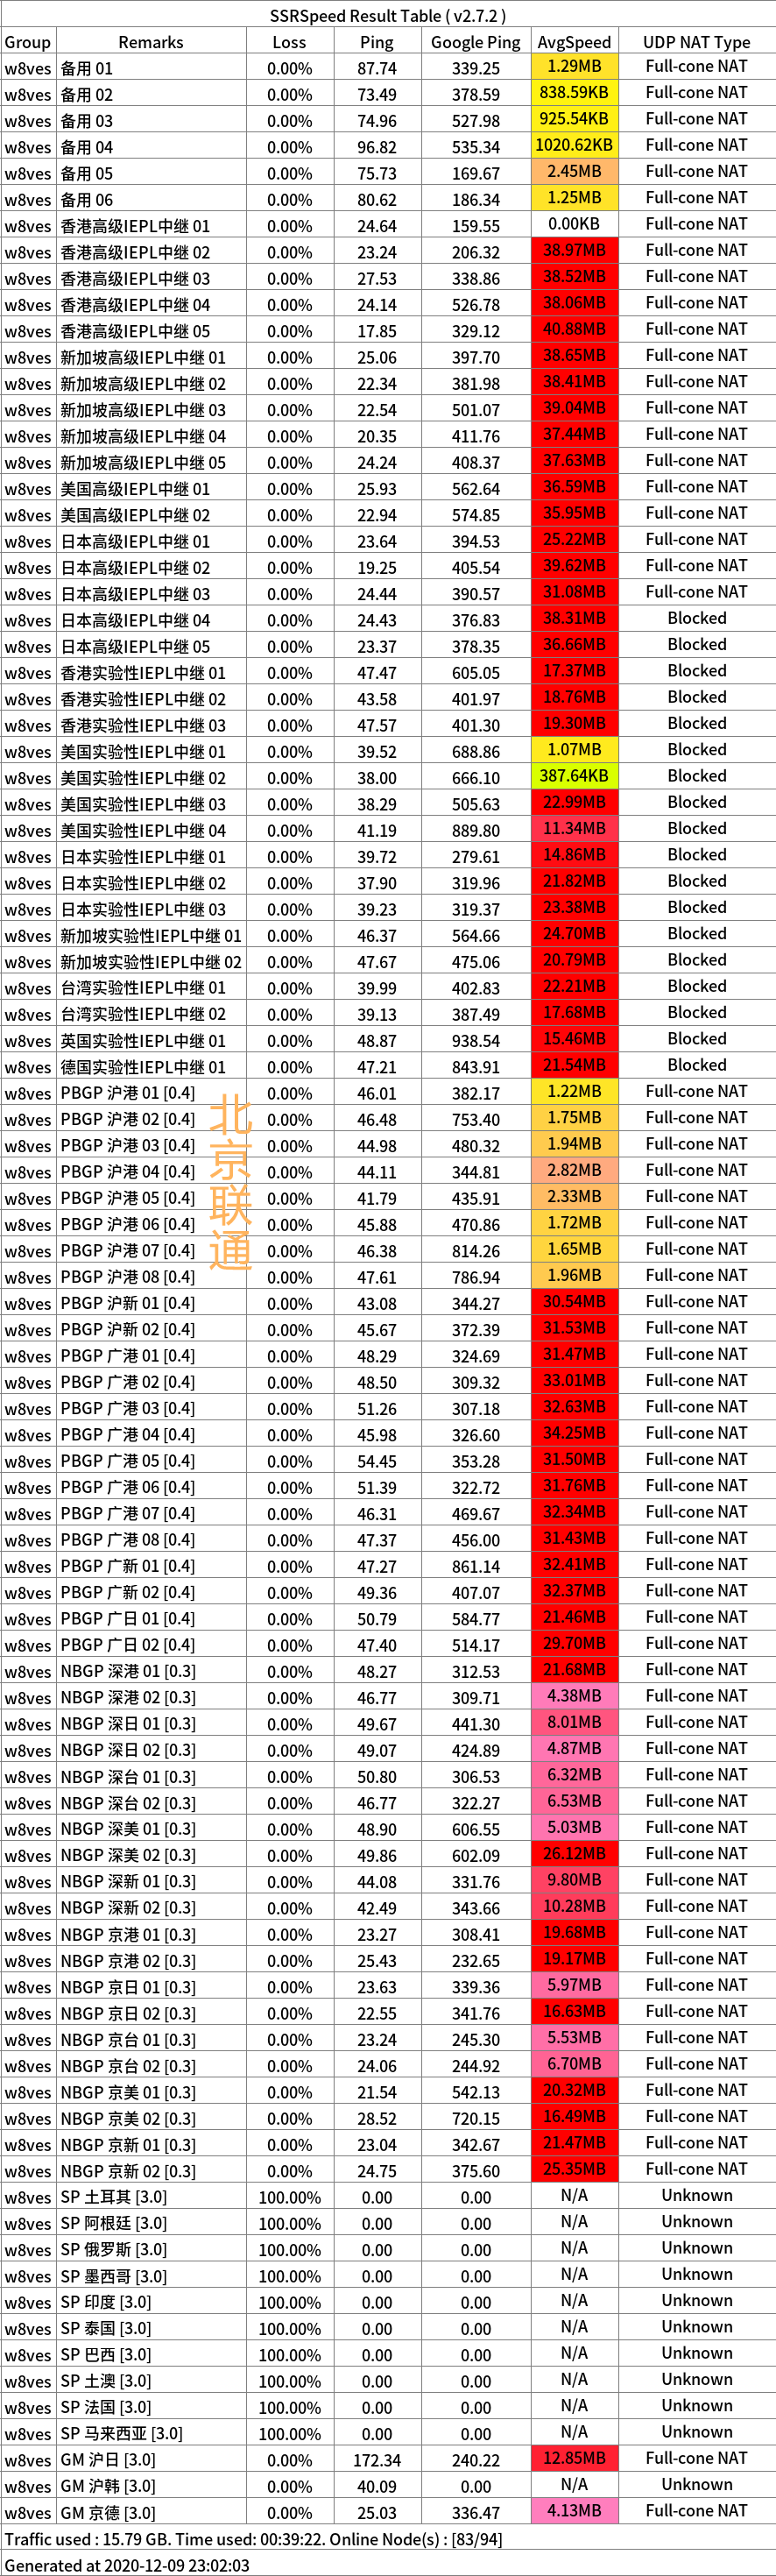 SSRSpeed Result Table ( v2.7.2 )
Group Remarks Loss Ping Google Ping AvgSpeed UDP NAT Type
w8ves 备用 01 0.00% 87.74 339.25 1.29MB Full-cone NAT
w8ves 备用 02 0.00% 73.49 378.59 838.59KB Full-cone NAT
w8ves 备用 03 0.00% 74.96 527.98 925.54KB Full-cone NAT
w8ves 备用 04 0.00% 96.82 535.34 1020.62KB Full-cone NAT
w8ves 备用 05 0.00% 75.73 169.67 2.45MB Full-cone NAT
w8ves 备用 06 0.00% 80.62 186.34 1.25MB Full-cone NAT
w8ves 香港高级IEPL中继 01 0.00% 24.64 159.55 0.00KB Full-cone NAT
w8ves 香港高级IEPL中继 02 0.00% 23.24 206.32 38.97MB Full-cone NAT
w8ves 香港高级IEPL中继 03 0.00% 27.53 338.86 38.52MB Full-cone NAT
w8ves 香港高级IEPL中继 04 0.00% 24.14 526.78 38.06MB Full-cone NAT
w8ves 香港高级IEPL中继 05 0.00% 17.85 329.12 40.88MB Full-cone NAT
w8ves 新加坡高级IEPL中继 01 0.00% 25.06 397.70 38.65MB Full-cone NAT
w8ves 新加坡高级IEPL中继 02 0.00% 22.34 381.98 38.41MB Full-cone NAT
w8ves 新加坡高级IEPL中继 03 0.00% 22.54 501.07 39.04MB Full-cone NAT
w8ves 新加坡高级IEPL中继 04 0.00% 20.35 411.76 37.44MB Full-cone NAT
w8ves 新加坡高级IEPL中继 05 0.00% 24.24 408.37 37.63MB Full-cone NAT
w8ves 美国高级IEPL中继 01 0.00% 25.93 562.64 36.59MB Full-cone NAT
w8ves 美国高级IEPL中继 02 0.00% 22.94 574.85 35.95MB Full-cone NAT
w8ves 日本高级IEPL中继 01 0.00% 23.64 394.53 25.22MB Full-cone NAT
w8ves 日本高级IEPL中继 02 0.00% 19.25 405.54 39.62MB Full-cone NAT
w8ves 日本高级IEPL中继 03 0.00% 24.44 390.57 31.08MB Full-cone NAT
w8ves 日本高级IEPL中继 04 0.00% 24.43 376.83 38.31MB Blocked
w8ves 日本高级IEPL中继 05 0.00% 23.37 378.35 36.66MB Blocked
w8ves 香港实验性IEPL中继 01 0.00% 47.47 605.05 17.37MB Blocked
w8ves 香港实验性IEPL中继 02 0.00% 43.58 401.97 18.76MB Blocked
w8ves 香港实验性IEPL中继 03 0.00% 47.57 401.30 19.30MB Blocked
w8ves 美国实验性IEPL中继 01 0.00% 39.52 688.86 1.07MB Blocked
w8ves 美国实验性IEPL中继 02 0.00% 38.00 666.10 387.64KB Blocked
w8ves 美国实验性IEPL中继 03 0.00% 38.29 505.63 22.99MB Blocked
w8ves 美国实验性IEPL中继 04 0.00% 41.19 889.80 11.34MB Blocked
w8ves 日本实验性IEPL中继 01 0.00% 39.72 279.61 14.86MB Blocked
w8ves 日本实验性IEPL中继 02 0.00% 37.90 319.96 21.82MB Blocked
w8ves 日本实验性IEPL中继 03 0.00% 39.23 319.37 23.38MB Blocked
w8ves 新加坡实验性IEPL中继 01 0.00% 46.37 564.66 24.70MB Blocked
w8ves 新加坡实验性IEPL中继 02 0.00% 47.67 475.06 20.79MB Blocked
w8ves 台湾实验性IEPL中继 01 0.00% 39.99 402.83 22.21MB Blocked
w8ves 台湾实验性IEPL中继 02 0.00% 39.13 387.49 17.68MB Blocked
w8ves 英国实验性IEPL中继 01 0.00% 48.87 938.54 15.46MB Blocked
w8ves 德国实验性IEPL中继 01 0.00% 47.21 843.91 21.54MB Blocked
w8ves PBGP 沪港 01 [0.4] 0.00% 46.01 382.17 1.22MB Full-cone NAT
w8ves PBGP 沪港 02 [0.4] 0.00% 46.48 753.40 1.75MB Full-cone NAT
w8ves PBGP 沪港 03 [0.4] 0.00% 44.98 480.32 1.94MB Full-cone NAT
w8ves PBGP 沪港 04 [0.4] 0.00% 44.11 344.81 2.82MB Full-cone NAT
w8ves PBGP 沪港 05 [0.4] 0.00% 41.79 435.91 2.33MB Full-cone NAT
w8ves PBGP 沪港 06 [0.4] 0.00% 45.88 470.86 1.72MB Full-cone NAT
w8ves PBGP 沪港 07 [0.4] 0.00% 46.38 814.26 1.65MB Full-cone NAT
w8ves PBGP 沪港 08 [0.4] 0.00% 47.61 786.94 1.96MB Full-cone NAT
北京联通
w8ves PBGP 沪新 01 [0.4] 0.00% 43.08 344.27 30.54MB Full-cone NAT
w8ves PBGP 沪新 02 [0.4] 0.00% 45.67 372.39 31.53MB Full-cone NAT
w8ves PBGP 广港 01 [0.4] 0.00% 48.29 324.69 31.47MB Full-cone NAT
w8ves PBGP 广港 02 [0.4] 0.00% 48.50 309.32 33.01MB Full-cone NAT
w8ves PBGP 广港 03 [0.4] 0.00% 51.26 307.18 32.63MB Full-cone NAT
w8ves PBGP 广港 04 [0.4] 0.00% 45.98 326.60 34.25MB Full-cone NAT
w8ves PBGP 广港 05 [0.4] 0.00% 54.45 353.28 31.50MB Full-cone NAT
w8ves PBGP 广港 06 [0.4] 0.00% 51.39 322.72 31.76MB Full-cone NAT
w8ves PBGP 广港 07 [0.4] 0.00% 46.31 469.67 32.34MB Full-cone NAT
w8ves PBGP 广港 08 [0.4] 0.00% 47.37 456.00 31.43MB Full-cone NAT
w8ves PBGP 广新 01 [0.4] 0.00% 47.27 861.14 32.41MB Full-cone NAT
w8ves PBGP 广新 02 [0.4] 0.00% 49.36 407.07 32.37MB Full-cone NAT
w8ves PBGP 广日 01 [0.4] 0.00% 50.79 584.77 21.46MB Full-cone NAT
w8ves PBGP 广日 02 [0.4] 0.00% 47.40 514.17 29.70MB Full-cone NAT
w8ves NBGP 深港 01 [0.3] 0.00% 48.27 312.53 21.68MB Full-cone NAT
w8ves NBGP 深港 02 [0.3] 0.00% 46.77 309.71 4.38MB Full-cone NAT
w8ves NBGP 深日 01 [0.3] 0.00% 49.67 441.30 8.01MB Full-cone NAT
w8ves NBGP 深日 02 [0.3] 0.00% 49.07 424.89 4.87MB Full-cone NAT
w8ves NBGP 深台 01 [0.3] 0.00% 50.80 306.53 6.32MB Full-cone NAT
w8ves NBGP 深台 02 [0.3] 0.00% 46.77 322.27 6.53MB Full-cone NAT
w8ves NBGP 深美 01 [0.3] 0.00% 48.90 606.55 5.03MB Full-cone NAT
w8ves NBGP 深美 02 [0.3] 0.00% 49.86 602.09 26.12MB Full-cone NAT
w8ves NBGP 深新 01 [0.3] 0.00% 44.08 331.76 9.80MB Full-cone NAT
w8ves NBGP 深新 02 [0.3] 0.00% 42.49 343.66 10.28MB Full-cone NAT
w8ves NBGP 京港 01 [0.3] 0.00% 23.27 308.41 19.68MB Full-cone NAT
w8ves NBGP 京港 02 [0.3] 0.00% 25.43 232.65 19.17MB Full-cone NAT
w8ves NBGP 京日 01 [0.3] 0.00% 23.63 339.36 5.97MB Full-cone NAT
w8ves NBGP 京日 02 [0.3] 0.00% 22.55 341.76 16.63MB Full-cone NAT
w8ves NBGP 京台 01 [0.3] 0.00% 23.24 245.30 5.53MB Full-cone NAT
w8ves NBGP 京台 02 [0.3] 0.00% 24.06 244.92 6.70MB Full-cone NAT
w8ves NBGP 京美 01 [0.3] 0.00% 21.54 542.13 20.32MB Full-cone NAT
w8ves NBGP 京美 02 [0.3] 0.00% 28.52 720.15 16.49MB Full-cone NAT
w8ves NBGP 京新 01 [0.3] 0.00% 23.04 342.67 21.47MB Full-cone NAT
w8ves NBGP 京新 02 [0.3] 0.00% 24.75 375.60 25.35MB Full-cone NAT
w8ves SP 土耳其 [3.0] 100.00% 0.00 0.00 N/A Unknown
w8ves SP 阿根廷 [3.0] 100.00% 0.00 0.00 N/A Unknown
w8ves SP 俄罗斯 [3.0] 100.00% 0.00 0.00 N/A Unknown
w8ves SP 墨西哥 [3.0] 100.00% 0.00 0.00 N/A Unknown
w8ves SP 印度 [3.0] 100.00% 0.00 0.00 N/A Unknown
w8ves SP 泰国 [3.0] 100.00% 0.00 0.00 N/A Unknown
w8ves SP 巴西 [3.0] 100.00% 0.00 0.00 N/A Unknown
w8ves SP 土澳 [3.0] 100.00% 0.00 0.00 N/A Unknown
w8ves SP 法国 [3.0] 100.00% 0.00 0.00 N/A Unknown
w8ves SP 马来西亚 [3.0] 100.00% 0.00 0.00 N/A Unknown
w8ves GM 沪日 [3.0] 0.00% 172.34 240.22 12.85MB Full-cone NAT
w8ves GM 沪韩 [3.0] 0.00% 40.09 0.00 N/A Unknown
w8ves GM 京德 [3.0] 0.00% 25.03 336.47 4.13MB Full-cone NAT
Traffic used : 15.79 GB. Time used: 00:39:22. Online Node(s) : [83/94]
Generated at 2020-12-09 23:02:03